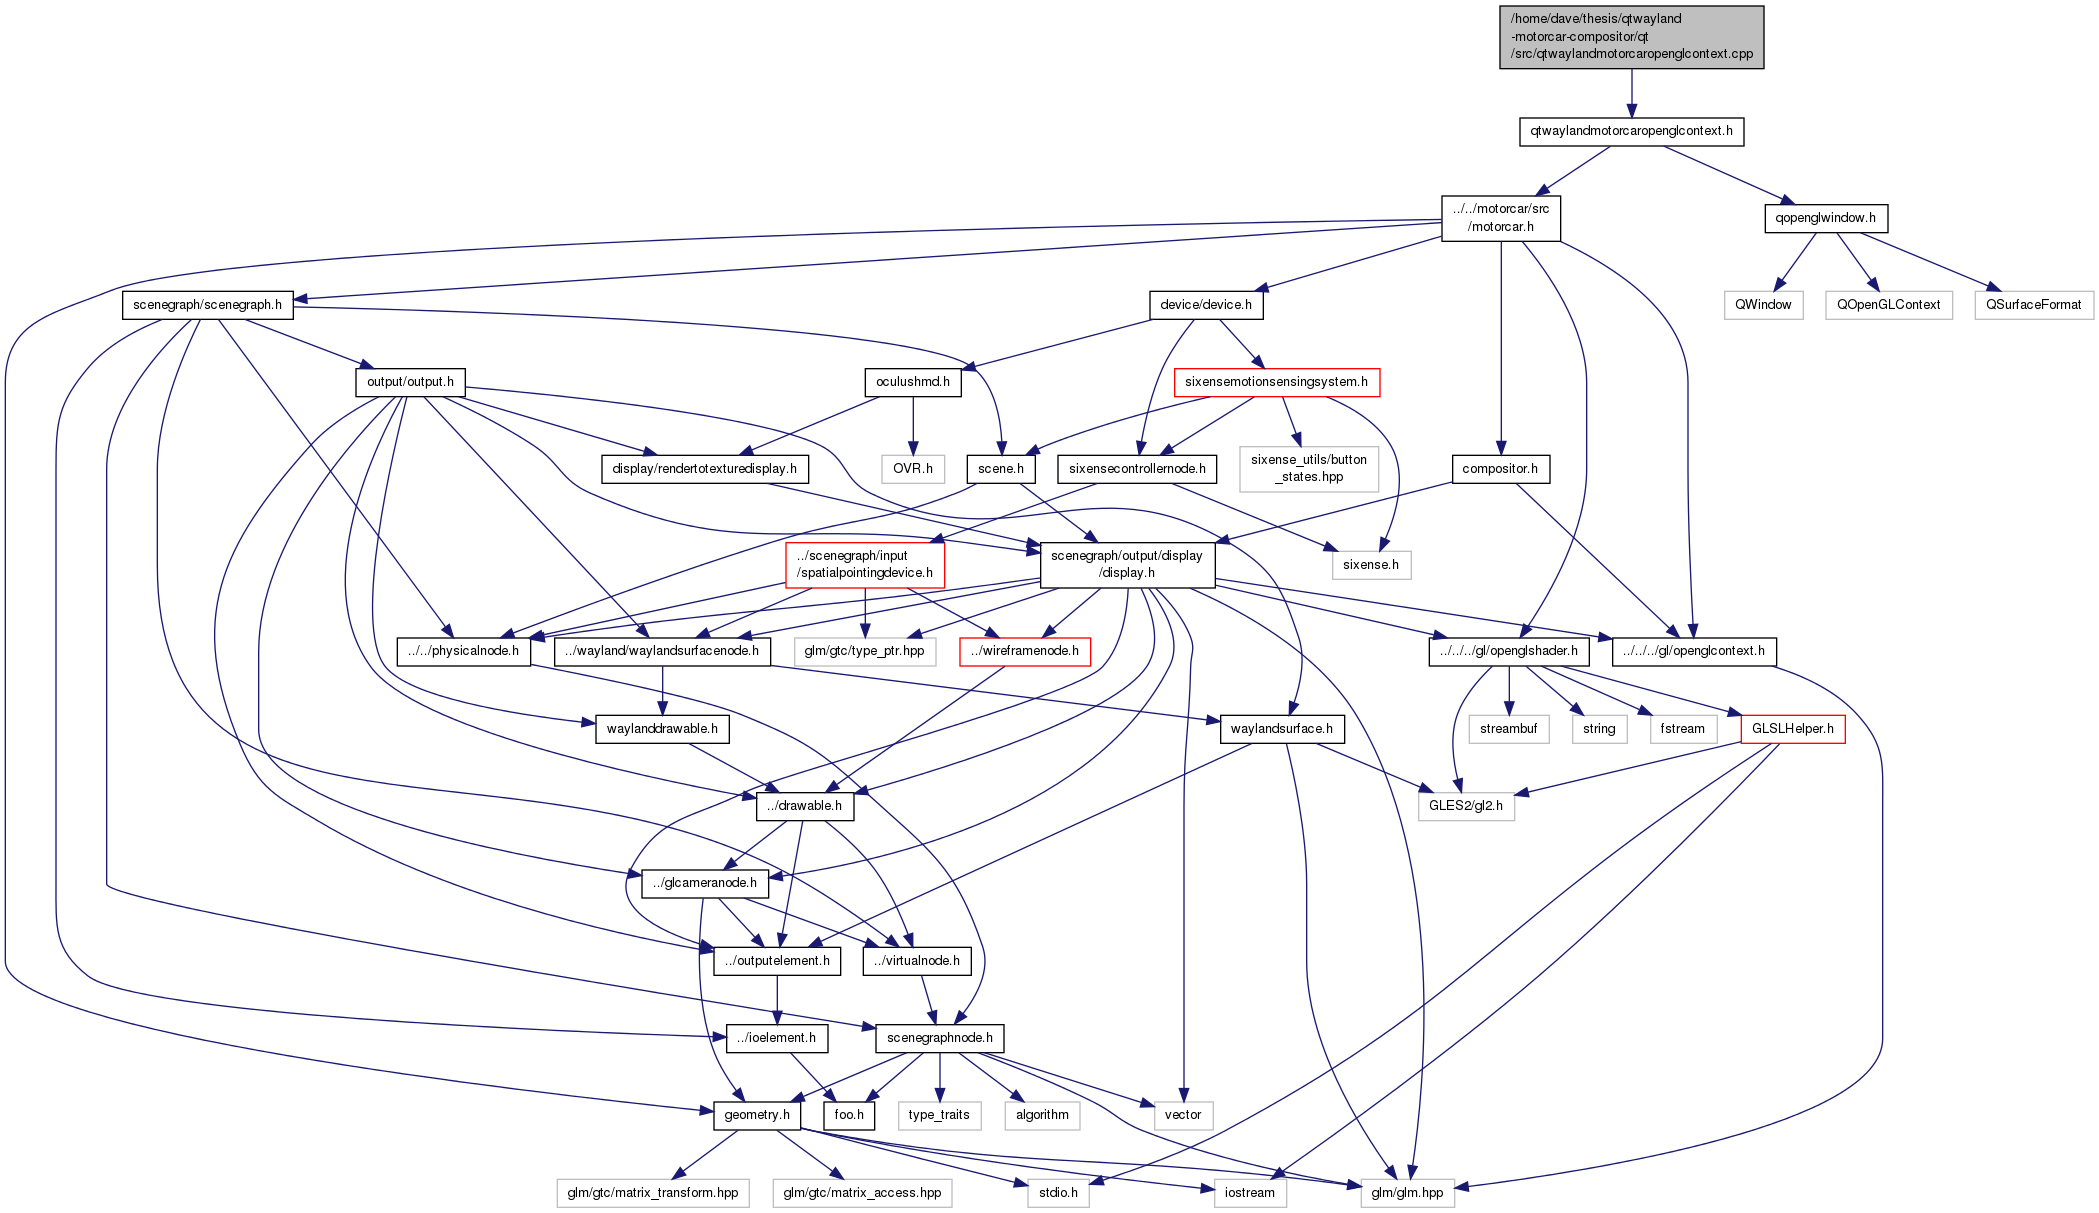 /home/dave/thesis/qtwayland
-motorcar-compositor/qt
/src/qtwaylandmotorcaropenglcontext.cpp
qtwaylandmotorcaropenglcontext.h
../../motorcar/src
/motorcar.h
qopenglwindow.h
scenegraph/scenegraph.h
device/device.h
QWindow
QOpenGLContext
QSurfaceFormat
output/output.h
oculushmd.h
sixensemotionsensingsystem.h
display/rendertotexturedisplay.h
OVR.h
scene.h
sixensecontrollernode.h
sixense_utils/button
_states.hpp
compositor.h
../scenegraph/input
/spatialpointingdevice.h
scenegraph/output/display
/display.h
sixense.h
../../physicalnode.h
../wayland/waylandsurfacenode.h
glm/gtc/type_ptr.hpp
../wireframenode.h
../../../gl/openglshader.h
../../../gl/openglcontext.h
waylanddrawable.h
waylandsurface.h
streambuf
string
fstream
GLSLHelper.h
../drawable.h
GLES2/gl2.h
../glcameranode.h
../outputelement.h
../virtualnode.h
../ioelement.h
scenegraphnode.h
geometry.h
foo.h
type_traits
algorithm
vector
glm/gtc/matrix_transform.hpp
glm/gtc/matrix_access.hpp
stdio.h
iostream
glm/glm.hpp